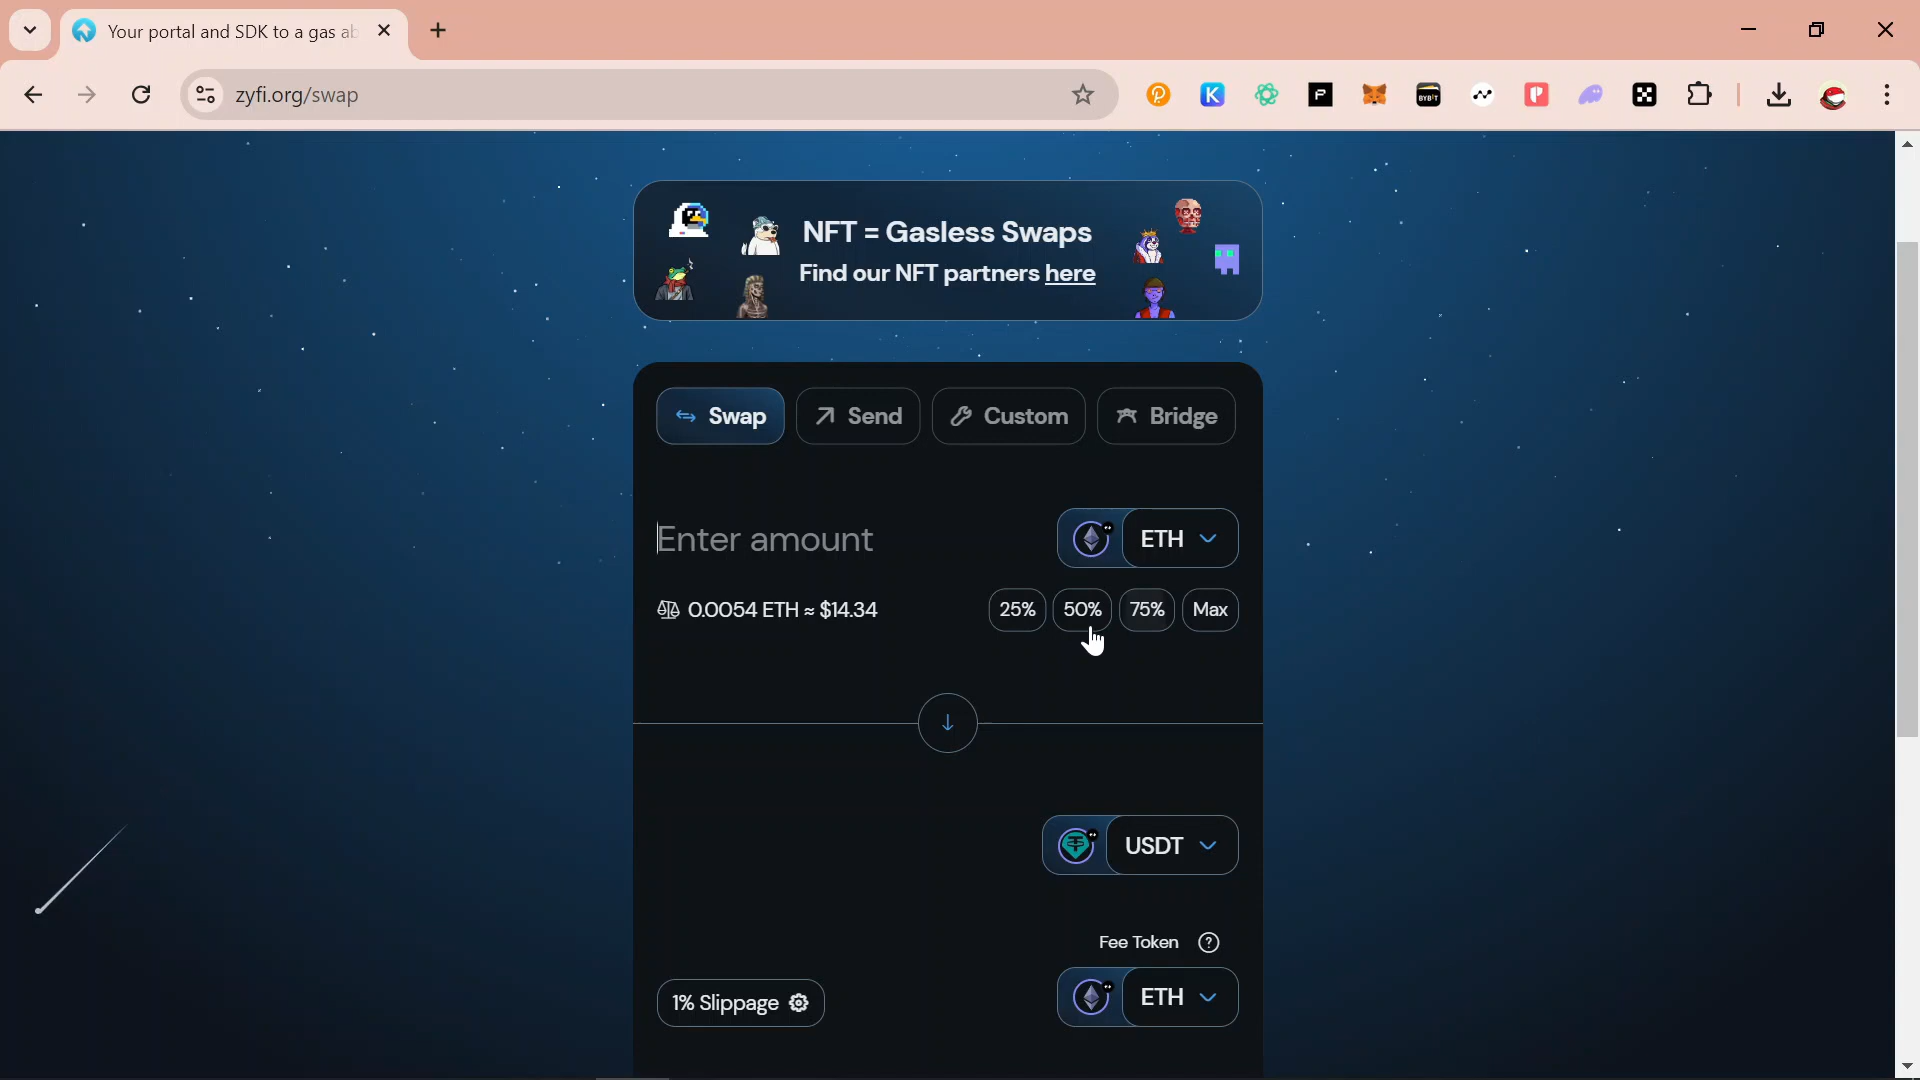 Your portal and SDK to a gas ab
zyfi.org/swap
BYBIT
NFT = Gasless Swaps
Find our NFT partners here
Swap
Send
Custom
Bridge
Enter amount
ETH
0.0054 ETH ≈ $14.34
25%
50%
75%
Max
USDT
Fee Token
1% Slippage
ETH